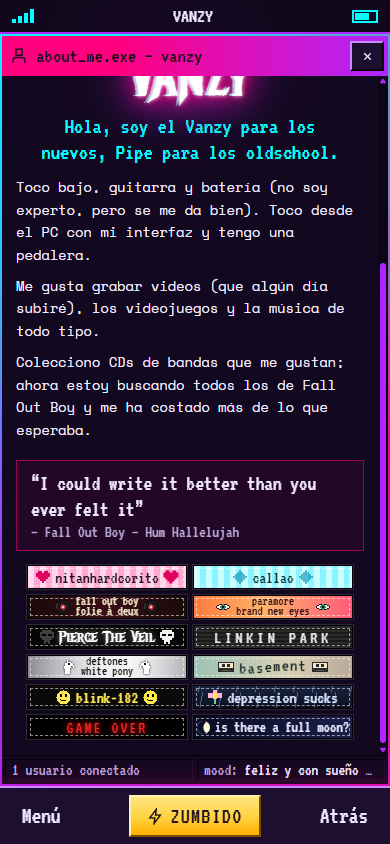 VANZY
about_me.exe - vanzy
×
VANZY
Hola, soy el Vanzy para los
nuevos, Pipe para los oldschool.
Toco bajo, guitarra y batería (no soy
experto, pero se me da bien). Toco desde
el PC con mi interfaz y tengo una
pedalera.
Me gusta grabar videos (que algún día
subiré), los videojuegos y la música de
todo tipo.
Colecciono CDs de bandas que me gustan;
ahora estoy buscando todos los de Fall
Out Boy y me ha costado más de lo que
esperaba.
“I could write it better than you
ever felt it”
— Fall Out Boy - Hum Hallelujah
nitanhardcorito
callao
fall out boy
folie à deux
paramore
brand new eyes
PIERCE THE VEIL
LINKIN PARK
deftones
white pony
basement
blink-182
depression sucks
GAME OVER
is there a full moon?
1 usuario conectado
mood: feliz y con sueño …
Menú
ZUMBIDO
Atrás